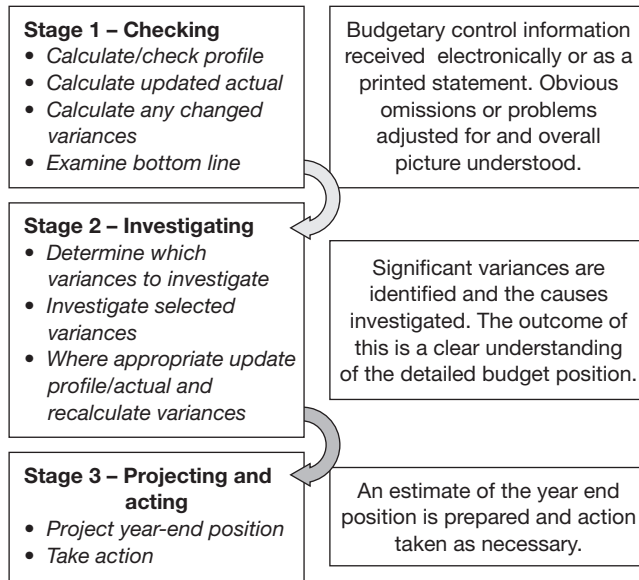 Stage 1 – Checking
• Calculate/check profile
• Calculate updated actual
• Calculate any changed
variances
• Examine bottom line
Budgetary control information
received electronically or as a
printed statement. Obvious
omissions or problems
adjusted for and overall
picture understood.
Stage 2 – Investigating
• Determine which
variances to investigate
• Investigate selected
variances
• Where appropriate update
profile/actual and
recalculate variances
Significant variances are
identified and the causes
investigated. The outcome of
this is a clear understanding
of the detailed budget position.
Stage 3 – Projecting and
acting
• Project year-end position
• Take action
An estimate of the year end
position is prepared and action
taken as necessary.